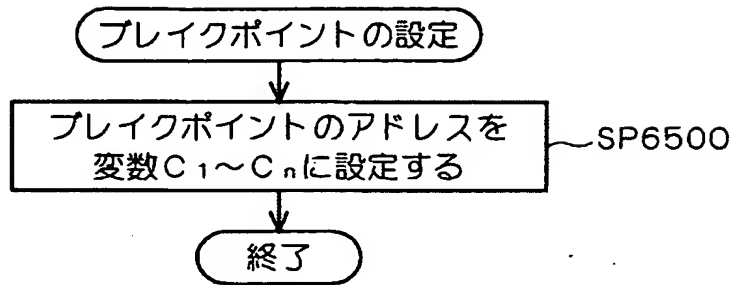 ブレイクポイントの設定
ブレイクポイントのアドレスを
変数C₁～Cₙに設定する
SP6500
終了